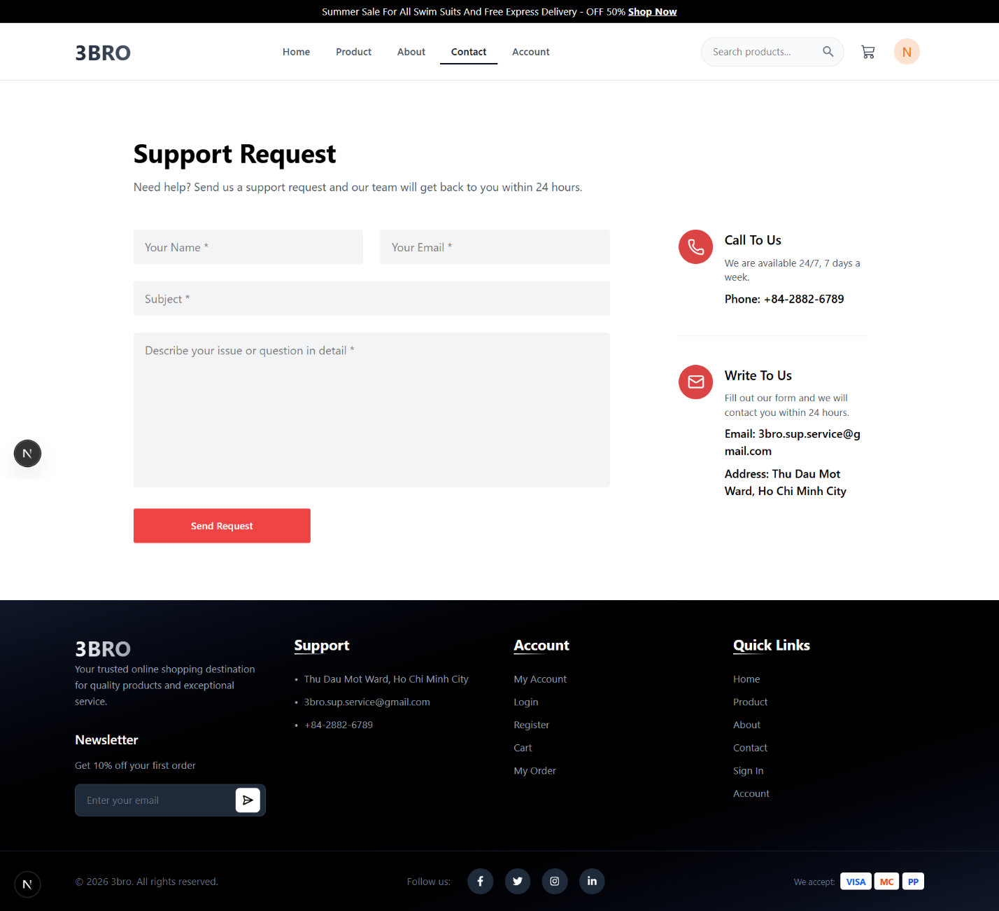 Summer Sale For All Swim Suits And Free Express Delivery - OFF 50% Shop Now
3BRO
Home
Product
About
Contact
Account
Search products...
N
Support Request
Need help? Send us a support request and our team will get back to you within 24 hours.
Your Name *
Your Email *
Subject *
Describe your issue or question in detail *
Send Request
Call To Us
We are available 24/7, 7 days a
week.
Phone: +84-2882-6789
Write To Us
Fill out our form and we will
contact you within 24 hours.
Email: 3bro.sup.service@g
mail.com
Address: Thu Dau Mot
Ward, Ho Chi Minh City
N
3BRO
Your trusted online shopping destination
for quality products and exceptional
service.
Newsletter
Get 10% off your first order
Enter your email
Support
• Thu Dau Mot Ward, Ho Chi Minh City
• 3bro.sup.service@gmail.com
• +84-2882-6789
Account
My Account
Login
Register
Cart
My Order
Quick Links
Home
Product
About
Contact
Sign In
Account
N
© 2026 3bro. All rights reserved.
Follow us:
f
in
We accept:
VISA
MC
PP